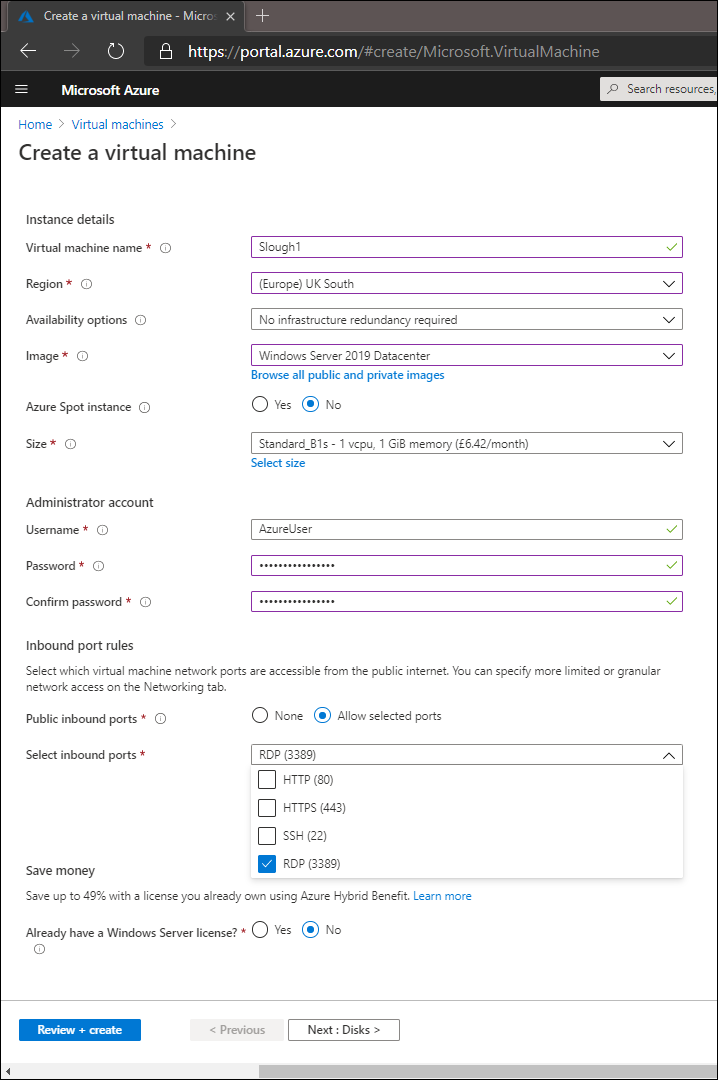 Create a virtual machine - Micros
https://portal.azure.com/#create/Microsoft.VirtualMachine
Microsoft Azure
Search resources,
Home > Virtual machines >
Create a virtual machine
Instance details
Virtual machine name * Slough1
Region * (Europe) UK South
Availability options No infrastructure redundancy required
Image * Windows Server 2019 Datacenter
Browse all public and private images
Azure Spot instance Yes No
Size * Standard_B1s - 1 vcpu, 1 GiB memory (£6.42/month)
Select size
Administrator account
Username * AzureUser
Password * ••••••••••••••••
Confirm password * ••••••••••••••••
Inbound port rules
Select which virtual machine network ports are accessible from the public internet. You can specify more limited or granular
network access on the Networking tab.
Public inbound ports * None Allow selected ports
Select inbound ports * RDP (3389)
HTTP (80)
HTTPS (443)
SSH (22)
RDP (3389)
Save money
Save up to 49% with a license you already own using Azure Hybrid Benefit. Learn more
Already have a Windows Server license? * Yes No
Review + create < Previous Next : Disks >